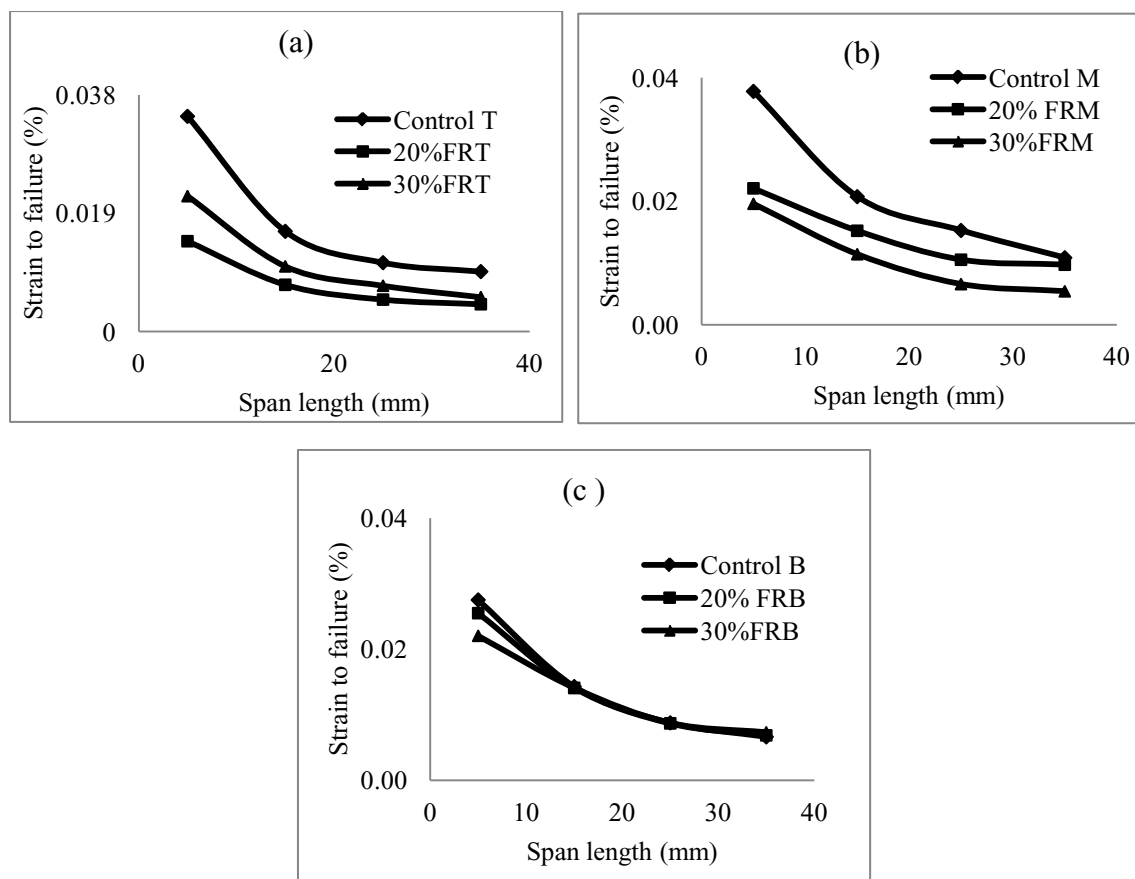 (a)
Strain to failure (%)
0.038
0.019
0
Control T
20%FRT
30%FRT
0
20
40
Span length (mm)
(b)
Strain to failure (%)
0.04
0.02
0.00
Control M
20% FRM
30%FRM
0
10
20
30
40
Span length (mm)
(c )
Strain to failure (%)
0.04
0.02
0.00
Control B
20% FRB
30%FRB
0
10
20
30
40
Span length (mm)